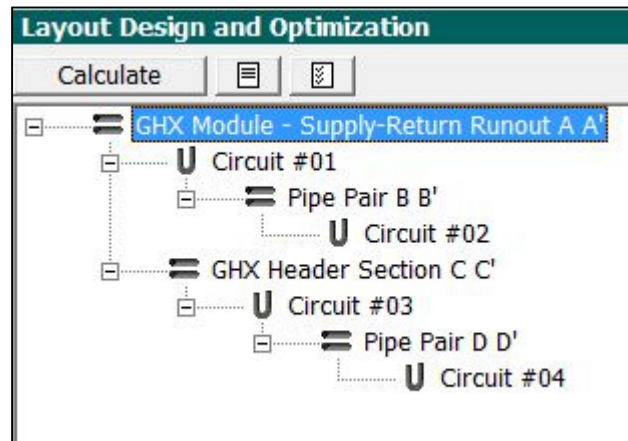 Layout Design and Optimization
Calculate
GHX Module - Supply-Return Runout A A'
Circuit #01
Pipe Pair B B'
Circuit #02
GHX Header Section C C'
Circuit #03
Pipe Pair D D'
Circuit #04